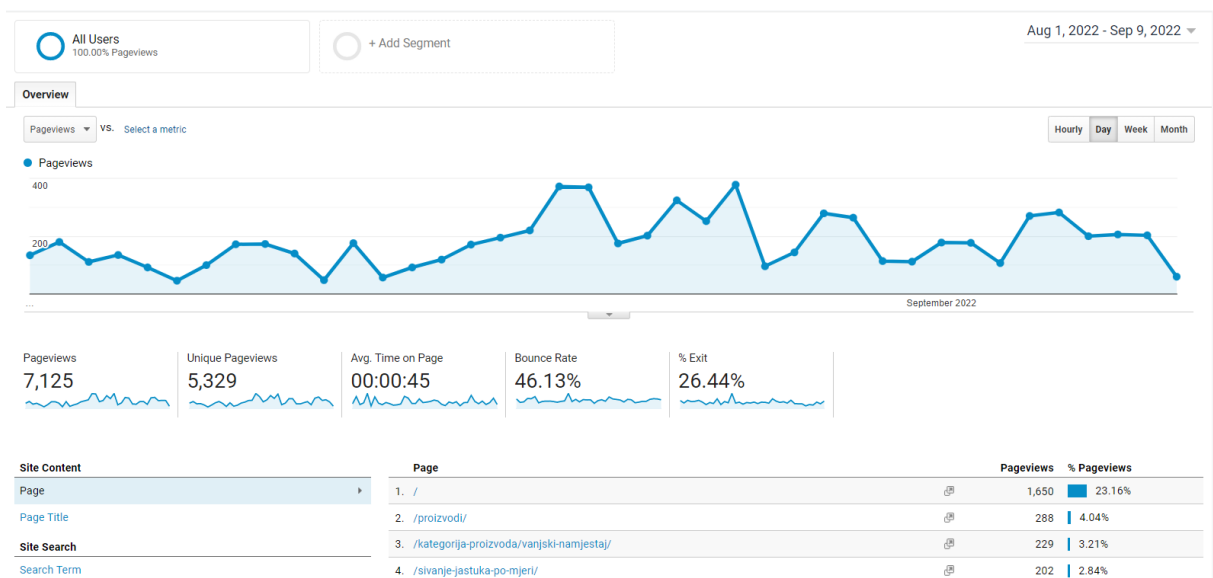 All Users
100.00% Pageviews
+ Add Segment
Aug 1, 2022 - Sep 9, 2022
Overview
Pageviews VS. Select a metric
Hourly Day Week Month
Pageviews
400
200
...
September 2022
Pageviews
7,125
Unique Pageviews
5,329
Avg. Time on Page
00:00:45
Bounce Rate
46.13%
% Exit
26.44%
Site Content
Page
Page Title
Site Search
Search Term
Page Pageviews % Pageviews
1. / 1,650 23.16%
2. /proizvodi/ 288 4.04%
3. /kategorija-proizvoda/vanjski-namjestaj/ 229 3.21%
4. /sivanje-jastuka-po-mjeri/ 202 2.84%